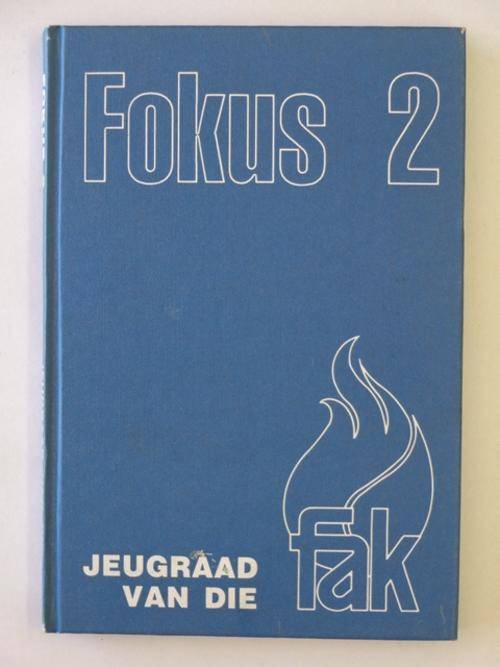 Fokus 2
JEUGRAAD
VAN DIE
fak